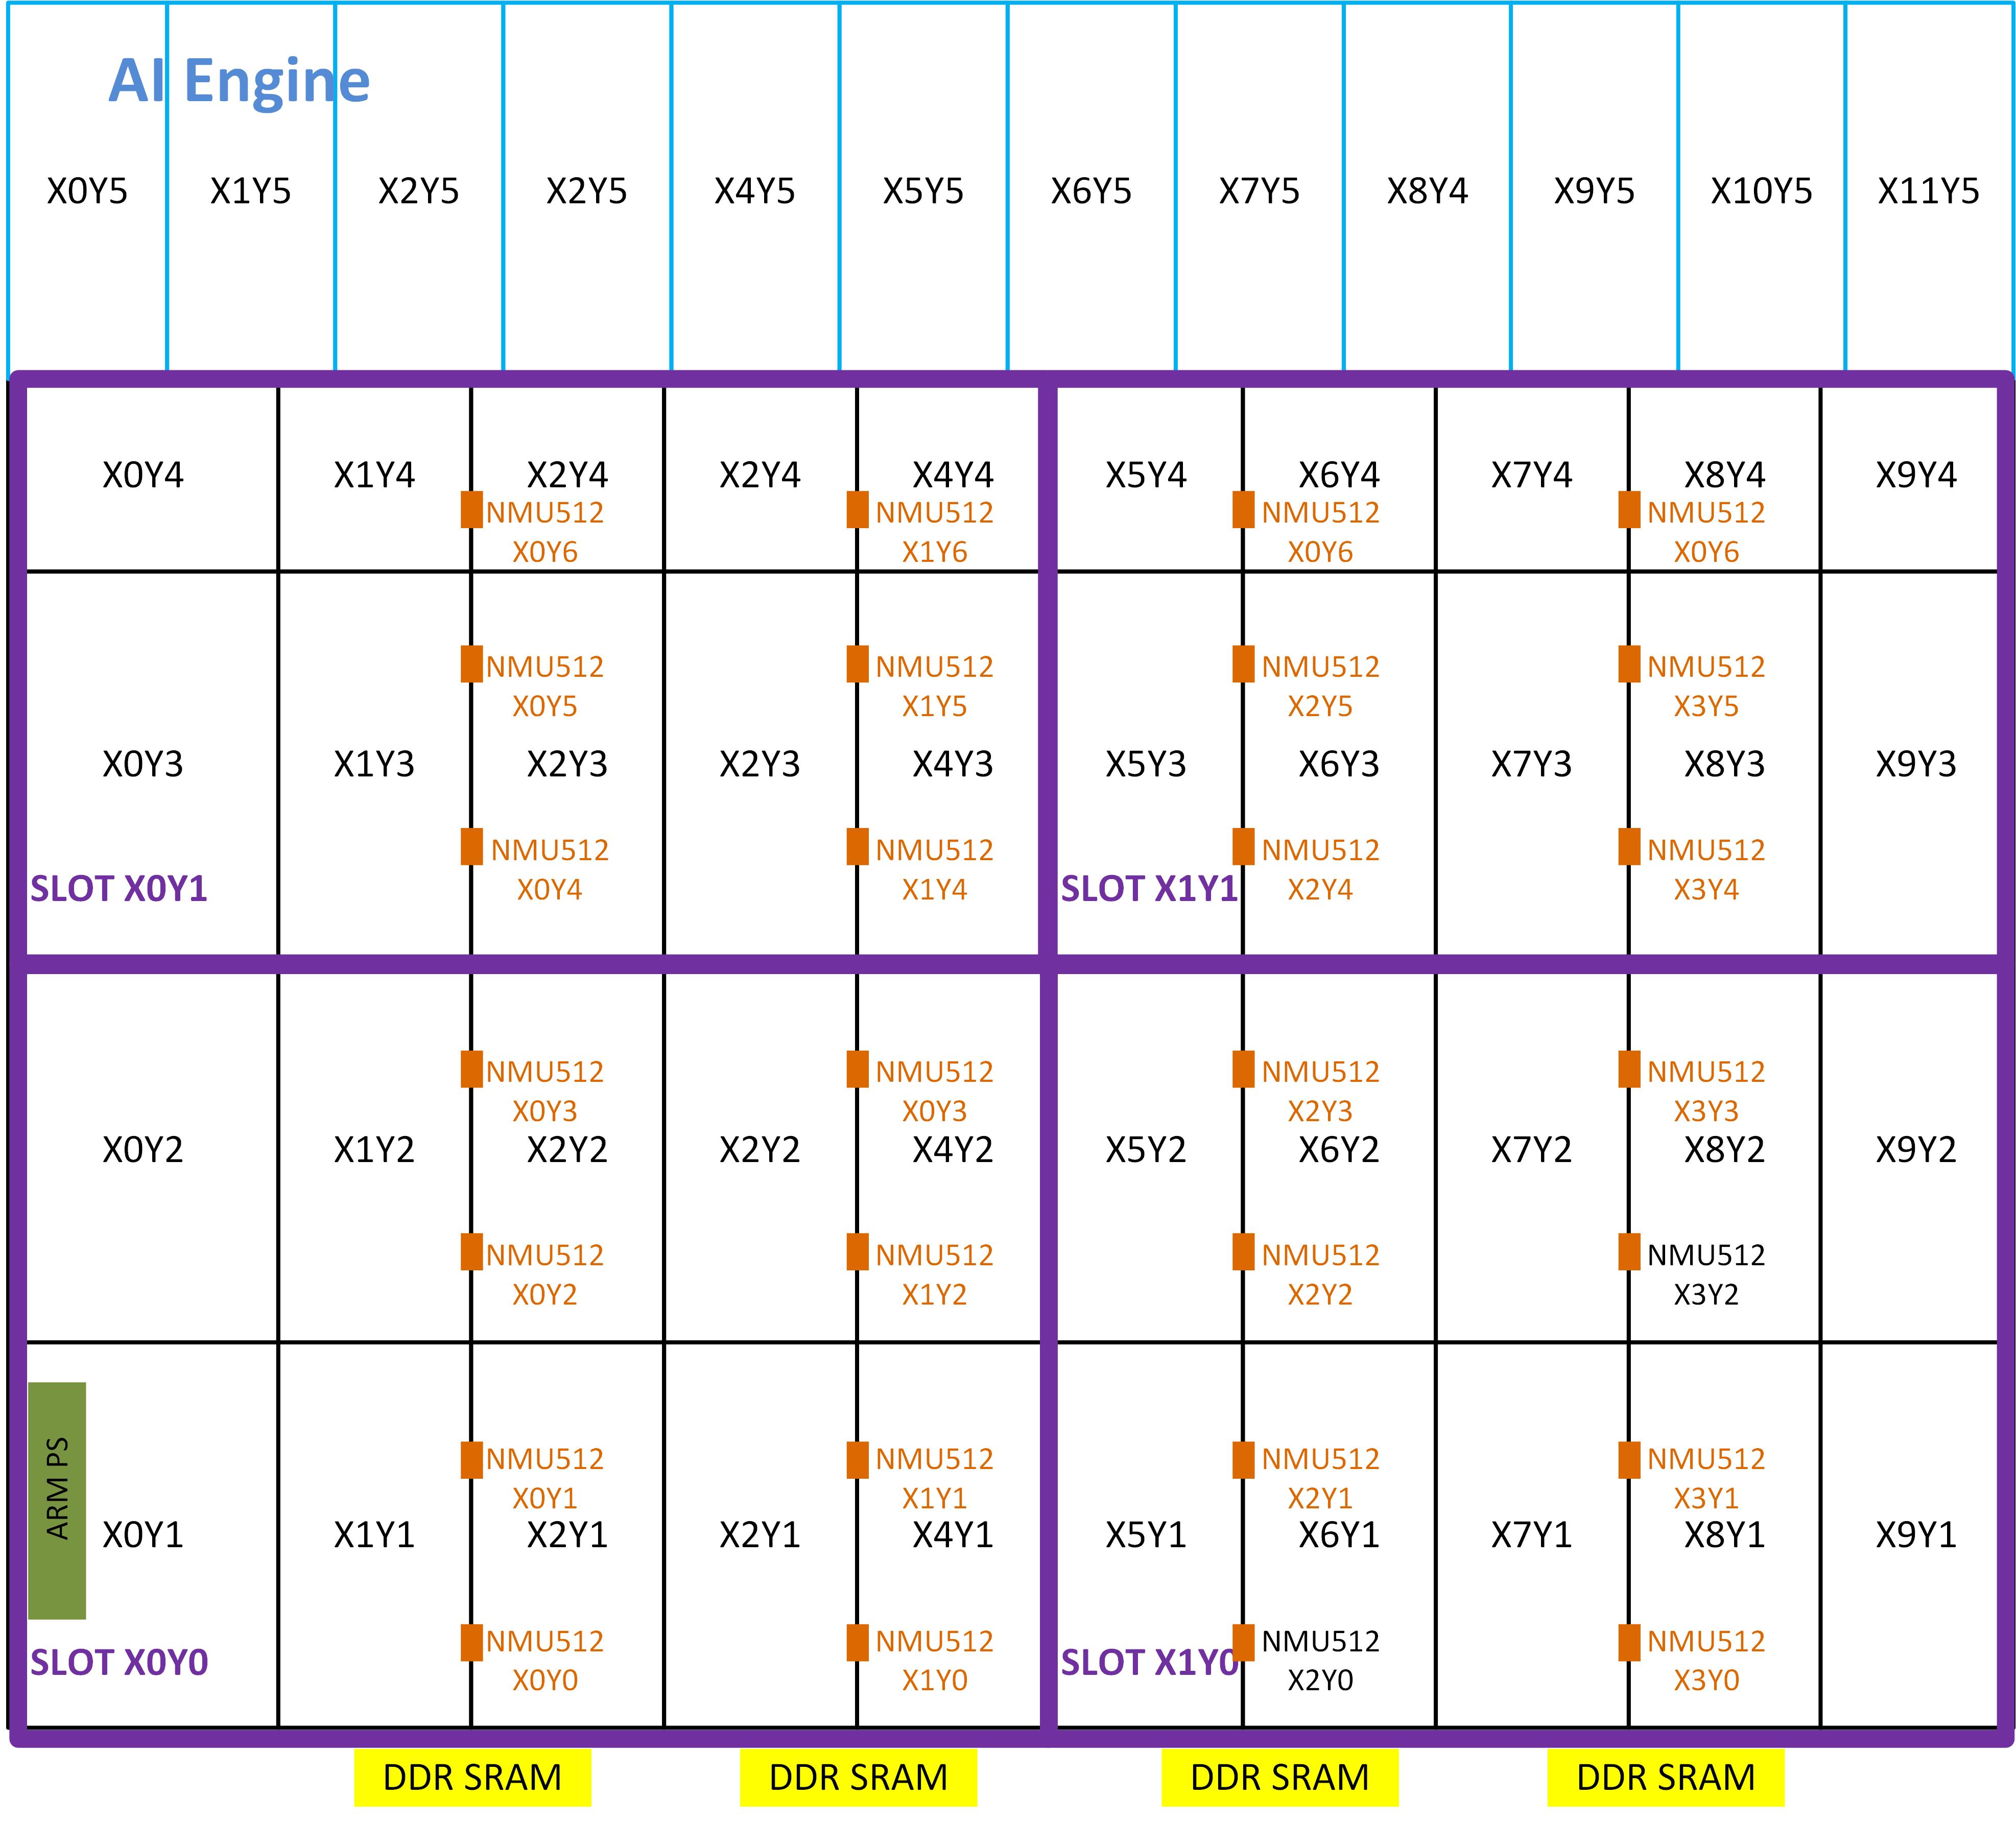 AI Engine
X0Y5 X1Y5 X2Y5 X2Y5 X4Y5 X5Y5 X6Y5 X7Y5 X8Y4 X9Y5 X10Y5 X11Y5
X0Y4 X1Y4 X2Y4 X2Y4 X4Y4 X5Y4 X6Y4 X7Y4 X8Y4 X9Y4
NMU512 NMU512 NMU512 NMU512
X0Y6 X1Y6 X0Y6 X0Y6
NMU512 NMU512 NMU512 NMU512
X0Y5 X1Y5 X2Y5 X3Y5
X0Y3 X1Y3 X2Y3 X2Y3 X4Y3 X5Y3 X6Y3 X7Y3 X8Y3 X9Y3
NMU512 NMU512 NMU512 NMU512
SLOT X0Y1 X0Y4 X1Y4 SLOT X1Y1 X2Y4 X3Y4
NMU512 NMU512 NMU512 NMU512
X0Y3 X0Y3 X2Y3 X3Y3
X0Y2 X1Y2 X2Y2 X2Y2 X4Y2 X5Y2 X6Y2 X7Y2 X8Y2 X9Y2
NMU512 NMU512 NMU512 NMU512
X0Y2 X1Y2 X2Y2 X3Y2
NMU512 NMU512 NMU512 NMU512
X0Y1 X1Y1 X2Y1 X3Y1
ARM PS
X0Y1 X1Y1 X2Y1 X2Y1 X4Y1 X5Y1 X6Y1 X7Y1 X8Y1 X9Y1
NMU512 NMU512 NMU512 NMU512
SLOT X0Y0 X0Y0 X1Y0 SLOT X1Y0 X2Y0 X3Y0
DDR SRAM DDR SRAM DDR SRAM DDR SRAM